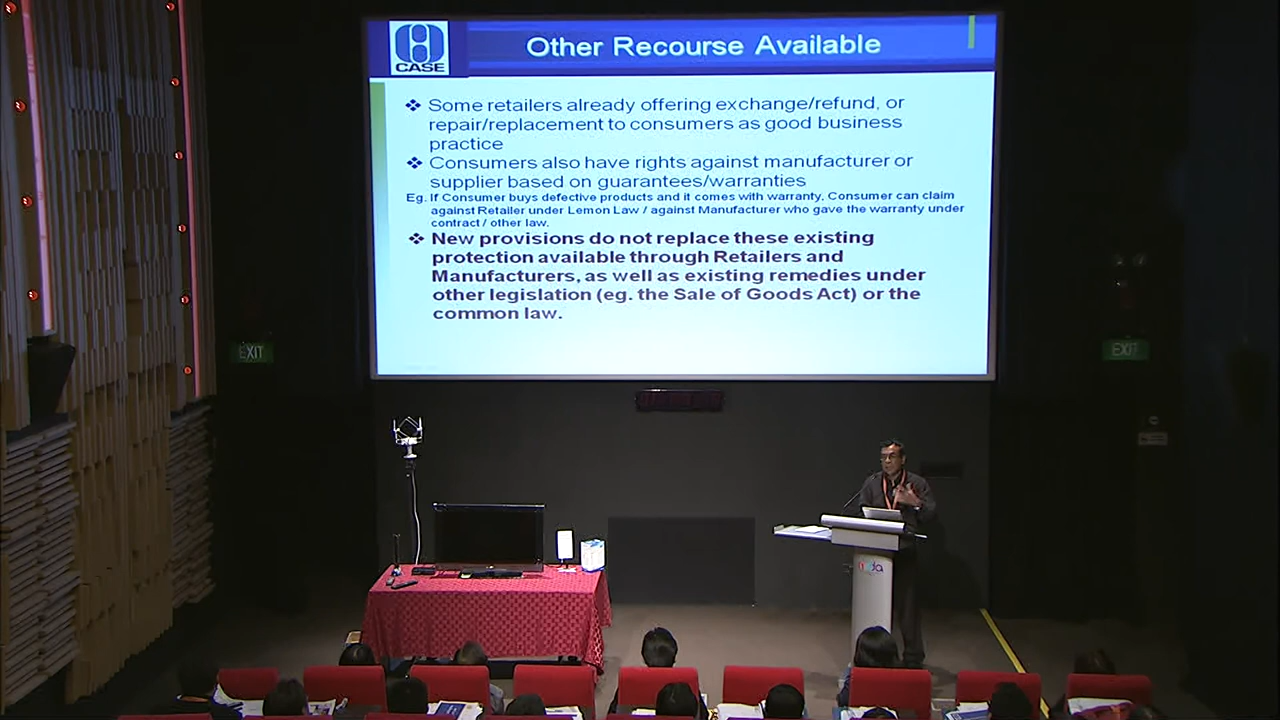 CASE
Other Recourse Available
❖ Some retailers already offering exchange/refund, or
repair/replacement to consumers as good business
practice
❖ Consumers also have rights against manufacturer or
supplier based on guarantees/warranties
Eg. If Consumer buys defective products and it comes with warranty, Consumer can claim
against Retailer under Lemon Law / against Manufacturer who gave the warranty under
contract / other law.
❖ New provisions do not replace these existing
protection available through Retailers and
Manufacturers, as well as existing remedies under
other legislation (eg. the Sale of Goods Act) or the
common law.
EXIT
EXIT